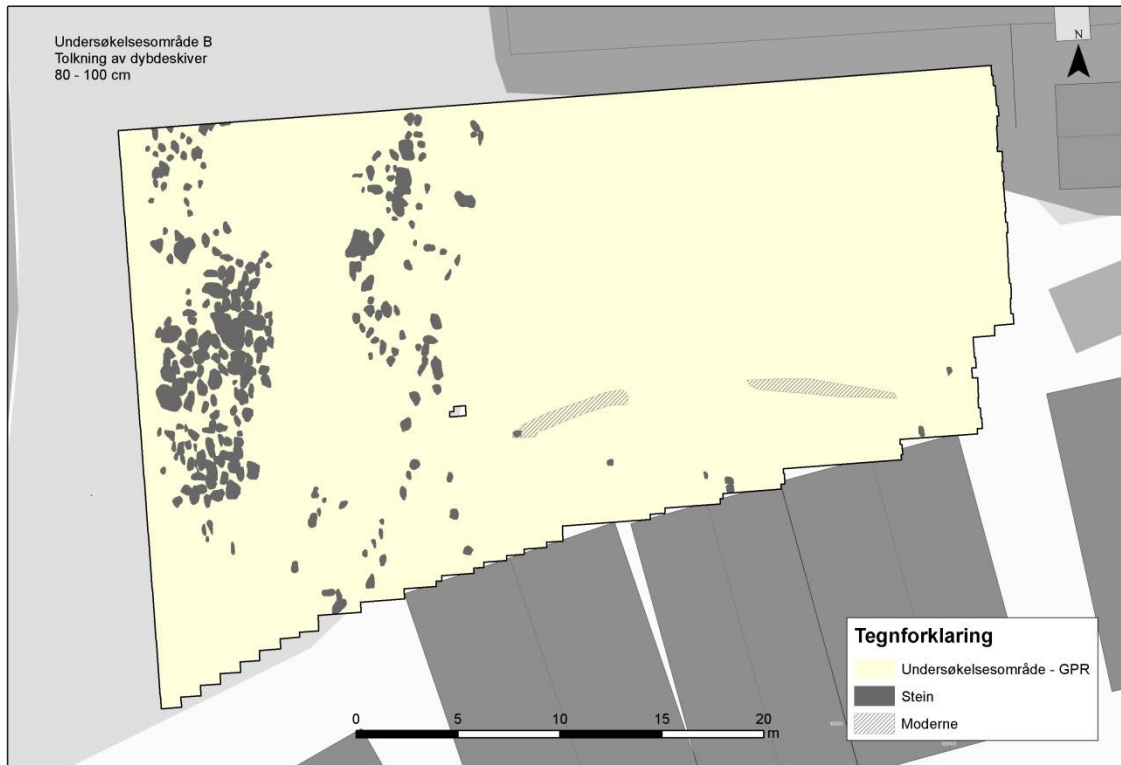 Undersøkelsesområde B
Tolkning av dybdeskiver
80 - 100 cm
N
Tegnforklaring
Undersøkelsesområde - GPR
Stein
Moderne
0 5 10 15 20
m